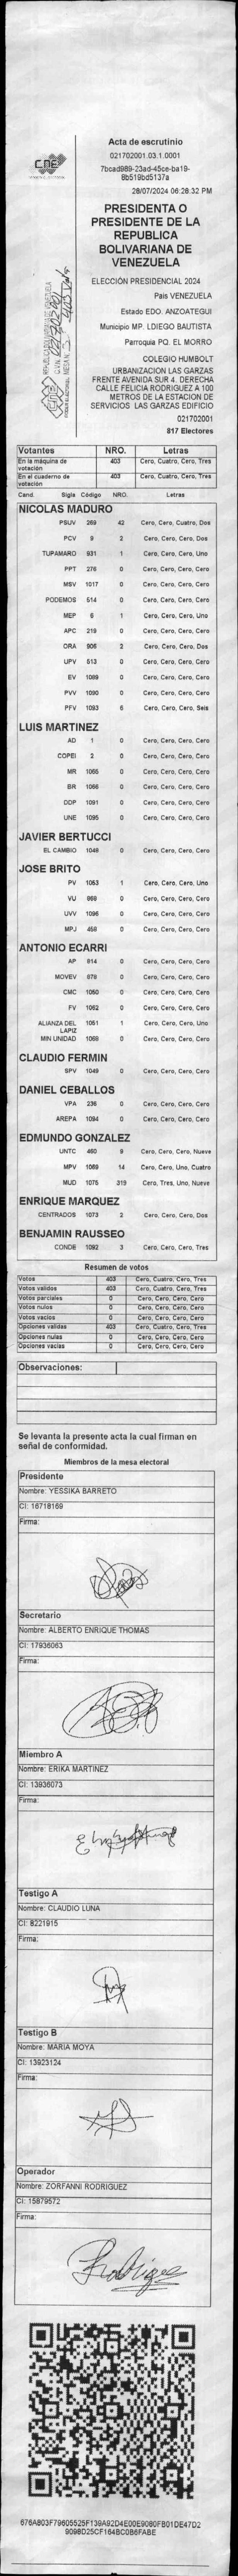 CNE
Acta de escrutinio
021702001.03.1.0001
7bcad989-23ad-45ce-ba19-
8b519bd5137a
28/07/2024 06:28:32 PM
PRESIDENTA O
PRESIDENTE DE LA
REPUBLICA
BOLIVARIANA DE
VENEZUELA
ELECCIÓN PRESIDENCIAL 2024
Pais VENEZUELA
Estado EDO. ANZOATEGUI
Municipio MP. LDIEGO BAUTISTA
Parroquia PQ. EL MORRO
COLEGIO HUMBOLT
URBANIZACION LAS GARZAS
FRENTE AVENIDA SUR 4. DERECHA
CALLE FELICIA RODRIGUEZ A 100
METROS DE LA ESTACION DE
SERVICIOS LAS GARZAS EDIFICIO
021702001
817 Electores
Votantes NRO. Letras
En la máquina de votación 403 Cero, Cuatro, Cero, Tres
En el cuaderno de votación 403 Cero, Cuatro, Cero, Tres
Cand. Sigla Código NRO. Letras
NICOLAS MADURO
PSUV 269 42 Cero, Cero, Cuatro, Dos
PCV 9 2 Cero, Cero, Cero, Dos
TUPAMARO 931 1 Cero, Cero, Cero, Uno
PPT 276 0 Cero, Cero, Cero, Cero
MSV 1017 0 Cero, Cero, Cero, Cero
PODEMOS 514 0 Cero, Cero, Cero, Cero
MEP 6 1 Cero, Cero, Cero, Uno
APC 219 0 Cero, Cero, Cero, Cero
ORA 906 2 Cero, Cero, Cero, Dos
UPV 513 0 Cero, Cero, Cero, Cero
EV 1089 0 Cero, Cero, Cero, Cero
PVV 1090 0 Cero, Cero, Cero, Cero
PFV 1093 6 Cero, Cero, Cero, Seis
LUIS MARTINEZ
AD 1 0 Cero, Cero, Cero, Cero
COPEI 2 0 Cero, Cero, Cero, Cero
MR 1065 0 Cero, Cero, Cero, Cero
BR 1066 0 Cero, Cero, Cero, Cero
DDP 1091 0 Cero, Cero, Cero, Cero
UNE 1095 0 Cero, Cero, Cero, Cero
JAVIER BERTUCCI
EL CAMBIO 1048 0 Cero, Cero, Cero, Cero
JOSE BRITO
PV 1053 1 Cero, Cero, Cero, Uno
VU 969 0 Cero, Cero, Cero, Cero
UVV 1096 0 Cero, Cero, Cero, Cero
MPJ 459 0 Cero, Cero, Cero, Cero
ANTONIO ECARRI
AP 814 0 Cero, Cero, Cero, Cero
MOVEV 679 0 Cero, Cero, Cero, Cero
CMC 1050 0 Cero, Cero, Cero, Cero
FV 1062 0 Cero, Cero, Cero, Cero
ALIANZA DEL LAPIZ 1051 1 Cero, Cero, Cero, Uno
MIN UNIDAD 1069 0 Cero, Cero, Cero, Cero
CLAUDIO FERMIN
SPV 1049 0 Cero, Cero, Cero, Cero
DANIEL CEBALLOS
VPA 236 0 Cero, Cero, Cero, Cero
AREPA 1094 0 Cero, Cero, Cero, Cero
EDMUNDO GONZALEZ
UNTC 460 9 Cero, Cero, Cero, Nueve
MPV 1069 14 Cero, Cero, Uno, Cuatro
MUD 1075 319 Cero, Tres, Uno, Nueve
ENRIQUE MARQUEZ
CENTRADOS 1073 2 Cero, Cero, Cero, Dos
BENJAMIN RAUSSEO
CONDE 1092 3 Cero, Cero, Cero, Tres
Resumen de votos
Votos 403 Cero, Cuatro, Cero, Tres
Votos validos 403 Cero, Cuatro, Cero, Tres
Votos parciales 0 Cero, Cero, Cero, Cero
Votos nulos 0 Cero, Cero, Cero, Cero
Votos vacios 0 Cero, Cero, Cero, Cero
Opciones validas 403 Cero, Cuatro, Cero, Tres
Opciones nulas 0 Cero, Cero, Cero, Cero
Opciones vacias 0 Cero, Cero, Cero, Cero
Observaciones:
Se levanta la presente acta la cual firman en
señal de conformidad.
Miembros de la mesa electoral
Presidente
Nombre: YESSIKA BARRETO
CI: 16718169
Firma:
Secretario
Nombre: ALBERTO ENRIQUE THOMAS
CI: 17936063
Firma:
Miembro A
Nombre: ERIKA MARTINEZ
CI: 13936073
Firma:
Testigo A
Nombre: CLAUDIO LUNA
CI: 8221915
Firma:
Testigo B
Nombre: MARIA MOYA
CI: 13923124
Firma:
Operador
Nombre: ZORFANNI RODRIGUEZ
CI: 15879572
Firma:
Rodrigue
676A803F79605525F139A92D4E00E9080FB01DE47D2
9098D25CF164BC0B6FABE